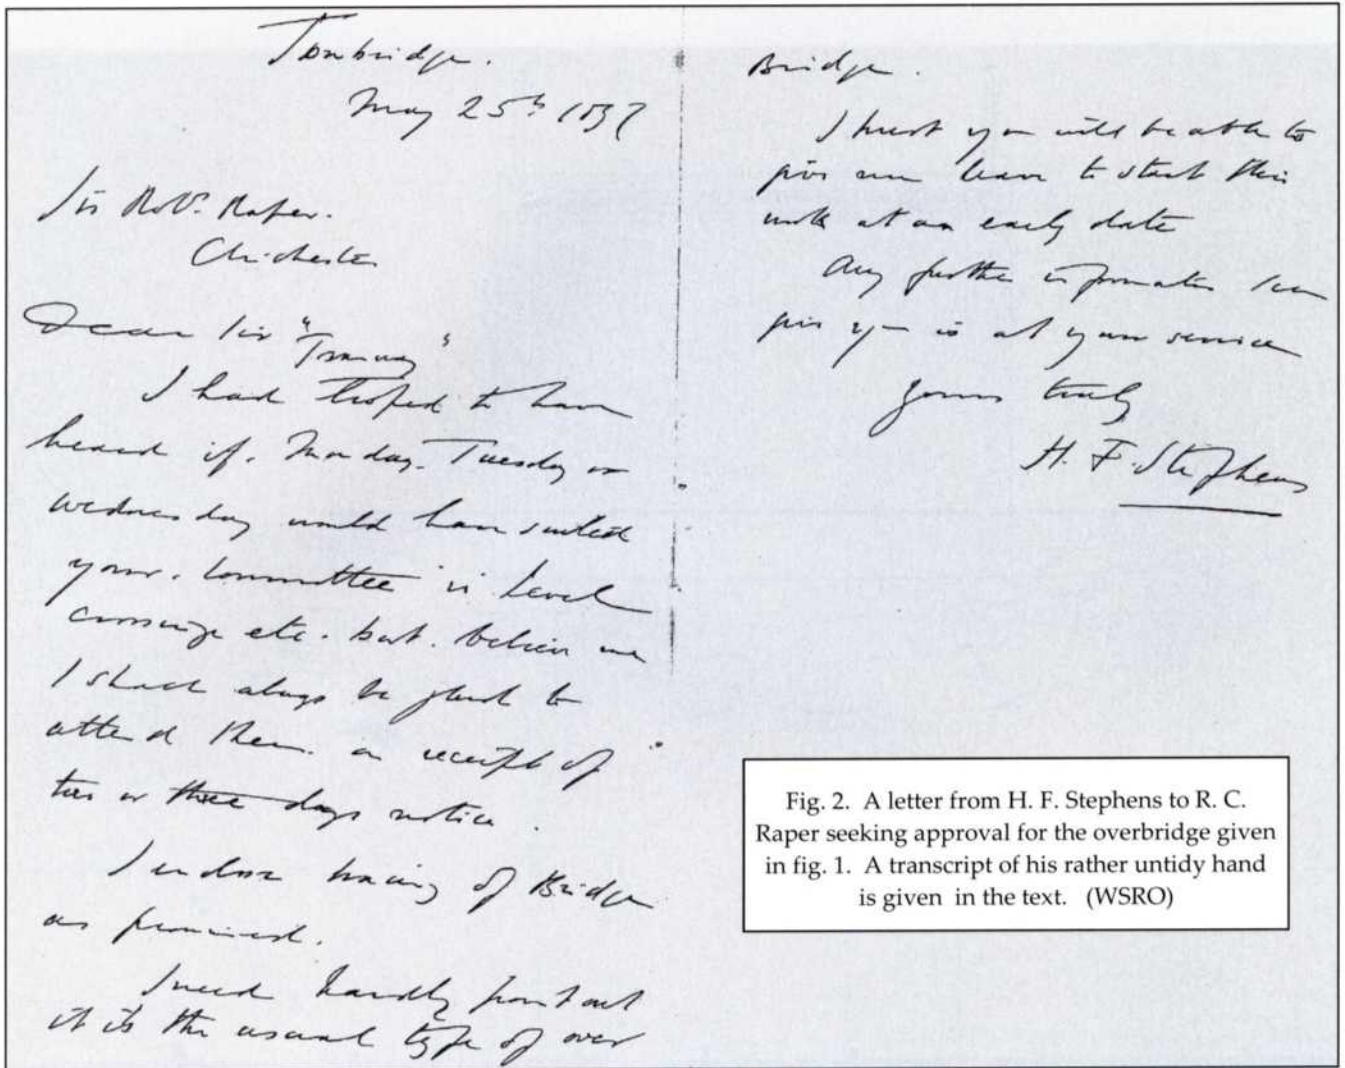 Tonbridge.
May 25th 1897
Sir R. Raper.
Chichester
Dear Sir "Tramway"
I had hoped to have
heard if. Monday. Tuesday or
wednesday would have suited
your. Committee in Level
crossings etc. but. believe me
I shall always be glad to
attend them. on receipt of
two or three days notice.
I enclose tracing of Bridge
as promised.
I need hardly point out
it is the usual type of over
Bridge.
I trust you will be able to
give me leave to start this
work at an early date
Any further information I can
give you is at your service
Yours truly
H. F. Stephens
Fig. 2. A letter from H. F. Stephens to R. C.
Raper seeking approval for the overbridge given
in fig. 1. A transcript of his rather untidy hand
is given in the text. (WSRO)